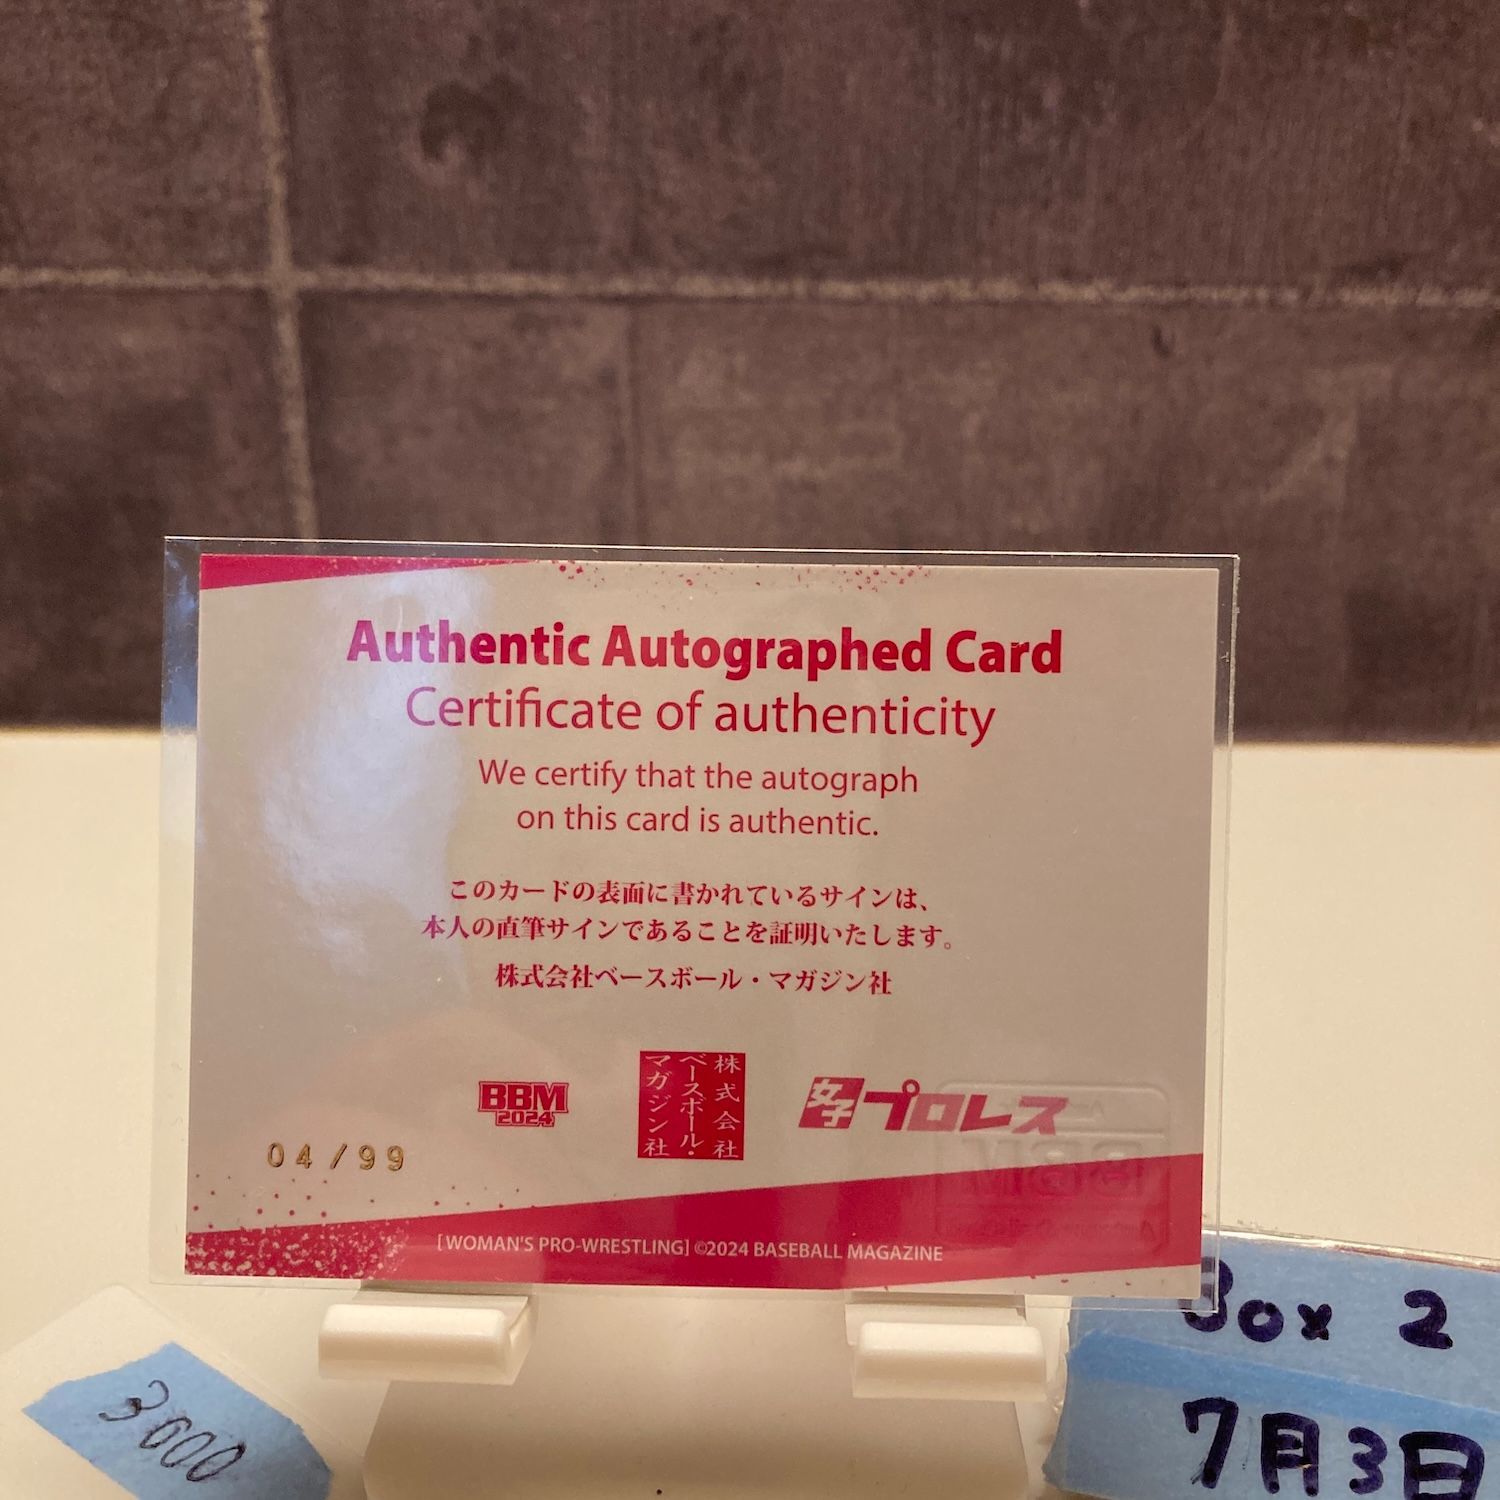 Authentic Autographed Card
Certificate of authenticity
We certify that the autograph
on this card is authentic.
このカードの表面に書かれているサインは、
本人の直筆サインであることを証明いたします。
株式会社ベースボール・マガジン社
BBM
2024
株式会社
ベースボール・
マガジン社
女子プロレス
04/99
[WOMAN'S PRO-WRESTLING] ©2024 BASEBALL MAGAZINE
3000
Box 2
7月3日